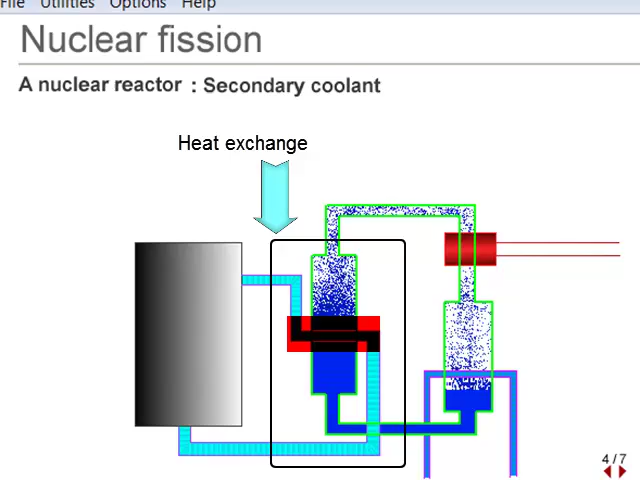 File Utilities Options Help
Nuclear fission
A nuclear reactor : Secondary coolant
Heat exchange
4 / 7